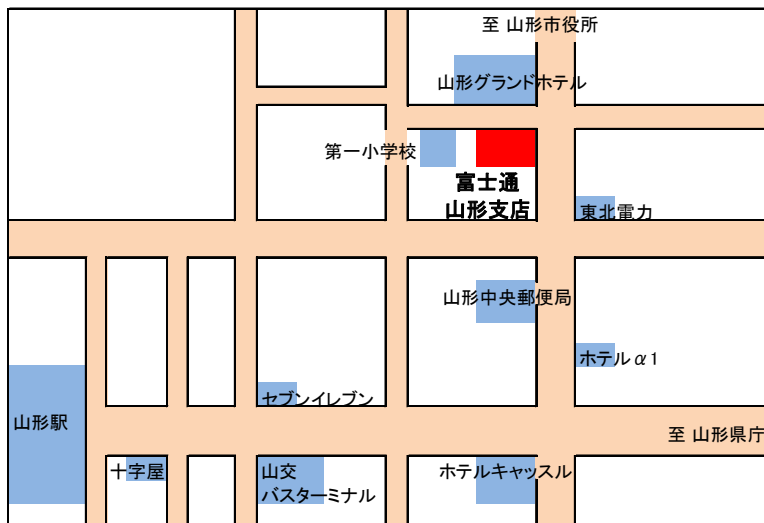 至 山形市役所
山形グランドホテル
第一小学校
富士通
山形支店
東北電力
山形中央郵便局
ホテルα1
セブンイレブン
山形駅
至 山形県庁
十字屋
山交
バスターミナル
ホテルキャッスル